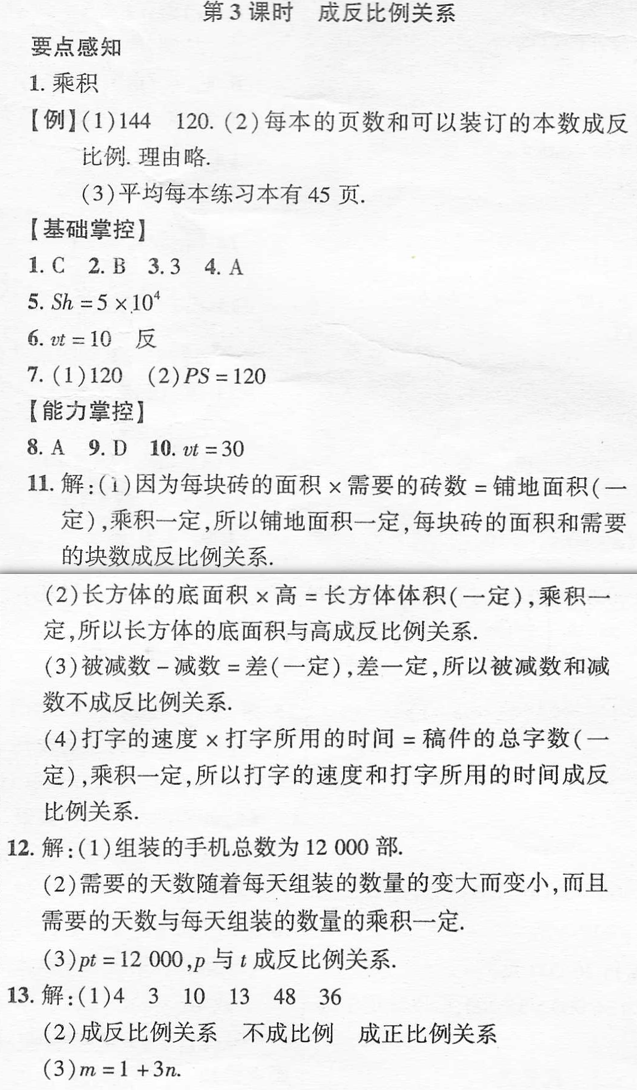 第3课时 成反比例关系
要点感知
1. 乘积
【例】(1)144 120. (2)每本的页数和可以装订的本数成反
比例. 理由略.
(3)平均每本练习本有 45 页.
【基础掌控】
1. C 2. B 3. 3 4. A
5. Sh = 5 × 10⁴
6. vt = 10 反
7. (1)120 (2)PS = 120
【能力掌控】
8. A 9. D 10. vt = 30
11. 解:(1)因为每块砖的面积 × 需要的砖数 = 铺地面积(一
定),乘积一定,所以铺地面积一定,每块砖的面积和需要
的块数成反比例关系.
(2)长方体的底面积 × 高 = 长方体体积(一定),乘积一
定,所以长方体的底面积与高成反比例关系.
(3)被减数 − 减数 = 差(一定),差一定,所以被减数和减
数不成反比例关系.
(4)打字的速度 × 打字所用的时间 = 稿件的总字数(一
定),乘积一定,所以打字的速度和打字所用的时间成反
比例关系.
12. 解:(1)组装的手机总数为 12 000 部.
(2)需要的天数随着每天组装的数量的变大而变小,而且
需要的天数与每天组装的数量的乘积一定.
(3)pt = 12 000,p 与 t 成反比例关系.
13. 解:(1)4 3 10 13 48 36
(2)成反比例关系 不成比例 成正比例关系
(3)m = 1 + 3n.